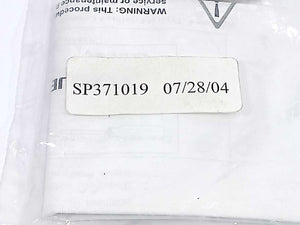 WARNING: This procedu
service or maintenance
SP371019 07/28/04